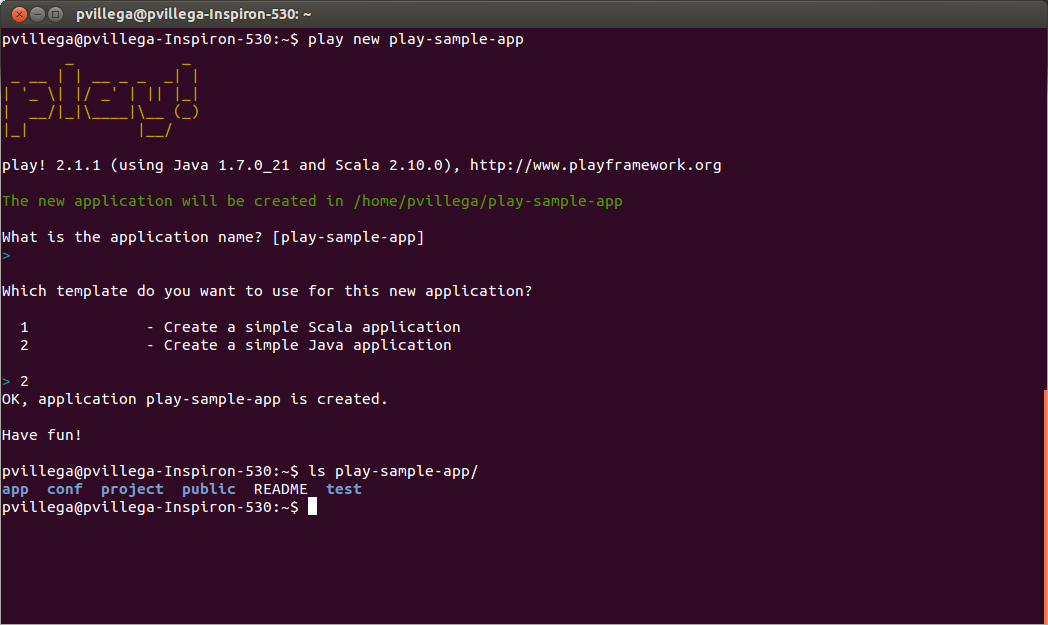 pvillega@pvillega-Inspiron-530: ~
pvillega@pvillega-Inspiron-530:~$ play new play-sample-app
       _            _
 _ __ | | __ _ _  _| |
| '_ \| |/ _' | || |_|
|  __/|_|\____|\__ (_)
|_|            |__/
play! 2.1.1 (using Java 1.7.0_21 and Scala 2.10.0), http://www.playframework.org
The new application will be created in /home/pvillega/play-sample-app
What is the application name? [play-sample-app]
>
Which template do you want to use for this new application?
  1             - Create a simple Scala application
  2             - Create a simple Java application
> 2
OK, application play-sample-app is created.
Have fun!
pvillega@pvillega-Inspiron-530:~$ ls play-sample-app/
app  conf  project  public  README  test
pvillega@pvillega-Inspiron-530:~$